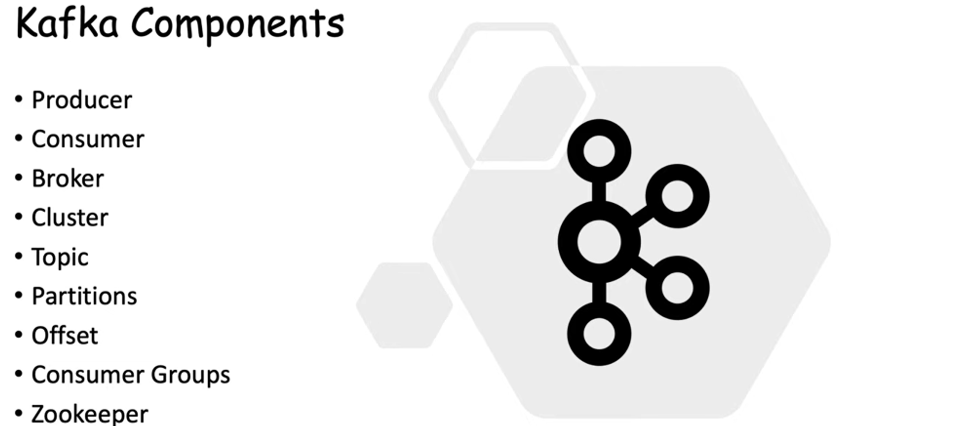 Kafka Components
• Producer
• Consumer
• Broker
• Cluster
• Topic
• Partitions
• Offset
• Consumer Groups
• Zookeeper